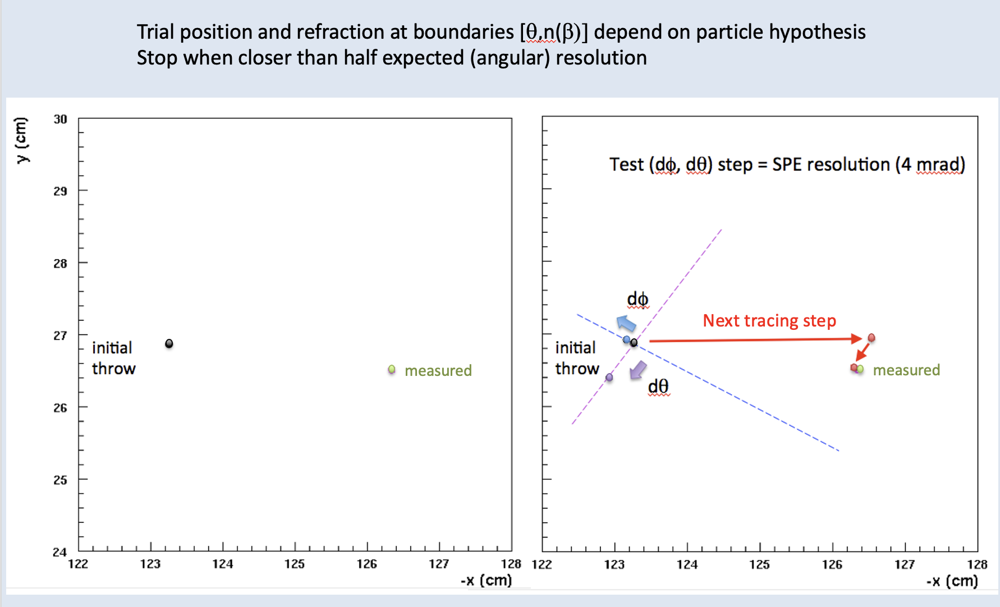 Trial position and refraction at boundaries [θ,n(β)] depend on particle hypothesis
Stop when closer than half expected (angular) resolution
y (cm)
30
29
28
27
26
25
24
122 123 124 125 126 127 128
-x (cm)
initial
throw
measured
Test (dϕ, dθ) step = SPE resolution (4 mrad)
dϕ
Next tracing step
initial
throw
dθ
measured
122 123 124 125 126 127 128
-x (cm)